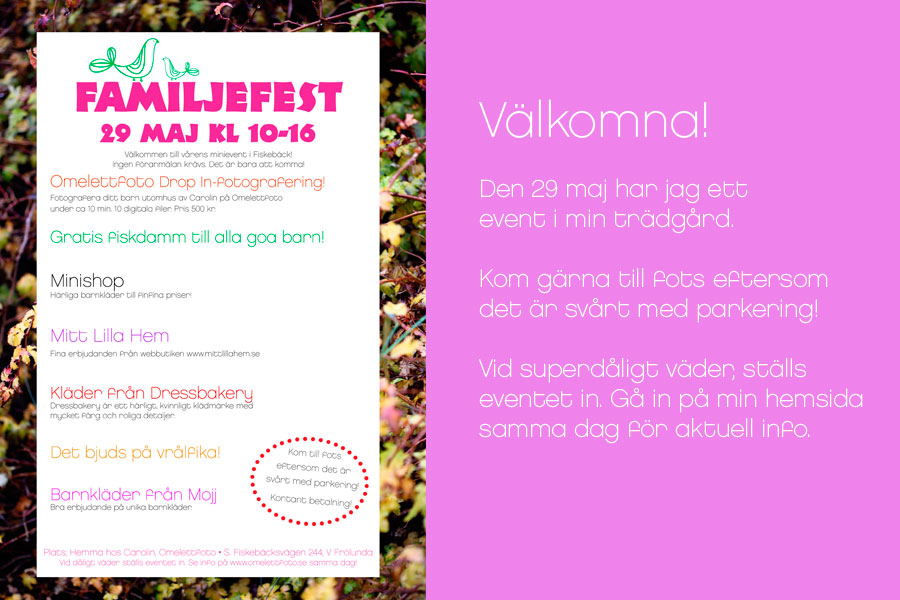 FAMILJEFEST
29 MAJ KL 10-16
Välkommen till vårens minievent i Fiskebäck!
Ingen föranmälan krävs. Det är bara att komma!
Omelettfoto Drop In-fotografering!
Fotografera ditt barn utomhus av Carolin på Omelettfoto
under ca 10 min. 10 digitala filer. Pris 500 kr
Gratis fiskdamm till alla goa barn!
Minishop
Härliga barnkläder till finfina priser!
Mitt Lilla Hem
Fina erbjudanden från webbutiken www.mittlillahem.se
Kläder från Dressbakery
Dressbakery är ett härligt, kvinnligt klädmärke med
mycket färg och roliga detaljer.
Det bjuds på vrålfika!
Barnkläder från Mojj
Bra erbjudande på unika barnkläder.
Kom till fots
eftersom det är
svårt med parkering!
Kontant betalning!
Plats: Hemma hos Carolin, Omelettfoto • S. Fiskebäcksvägen 244, V Frölunda
Vid dåligt väder ställs eventet in. Se info på www.omelettfoto.se samma dag!
Välkomna!
Den 29 maj har jag ett
event i min trädgård.
Kom gärna till fots eftersom
det är svårt med parkering!
Vid superdåligt väder, ställs
eventet in. Gå in på min hemsida
samma dag för aktuell info.